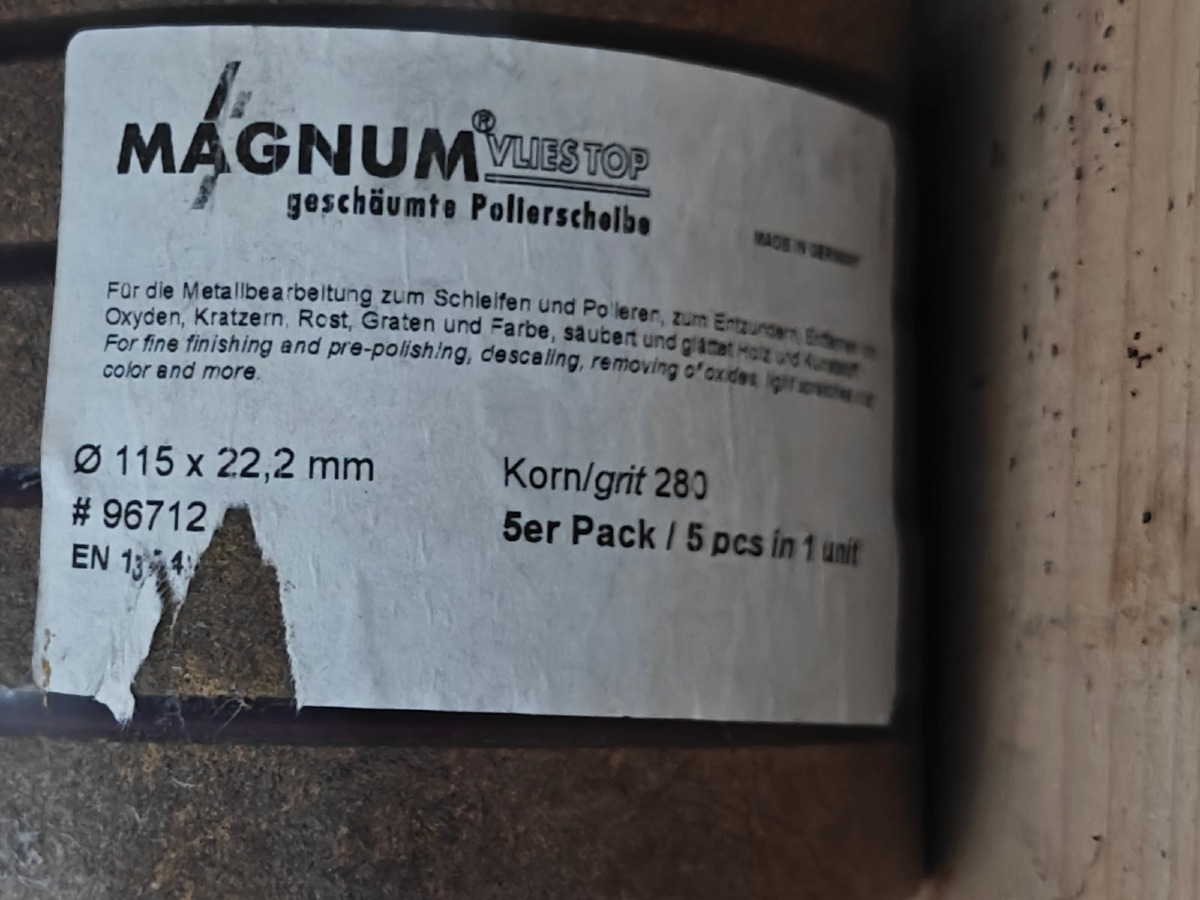 MAGNUM® VLIES TOP
geschäumte Polierscheibe
MADE IN GERMANY
Für die Metallbearbeitung zum Schleifen und Polieren, zum Entzundern, Entfernen von
Oxyden, Kratzern, Rost, Graten und Farbe, säubert und glättet Holz und Kunststoff
For fine finishing and pre-polishing, descaling, removing of oxides, light scratches
color and more.
Ø 115 x 22,2 mm
Korn/grit 280
# 96712
5er Pack / 5 pcs in 1 unit
EN